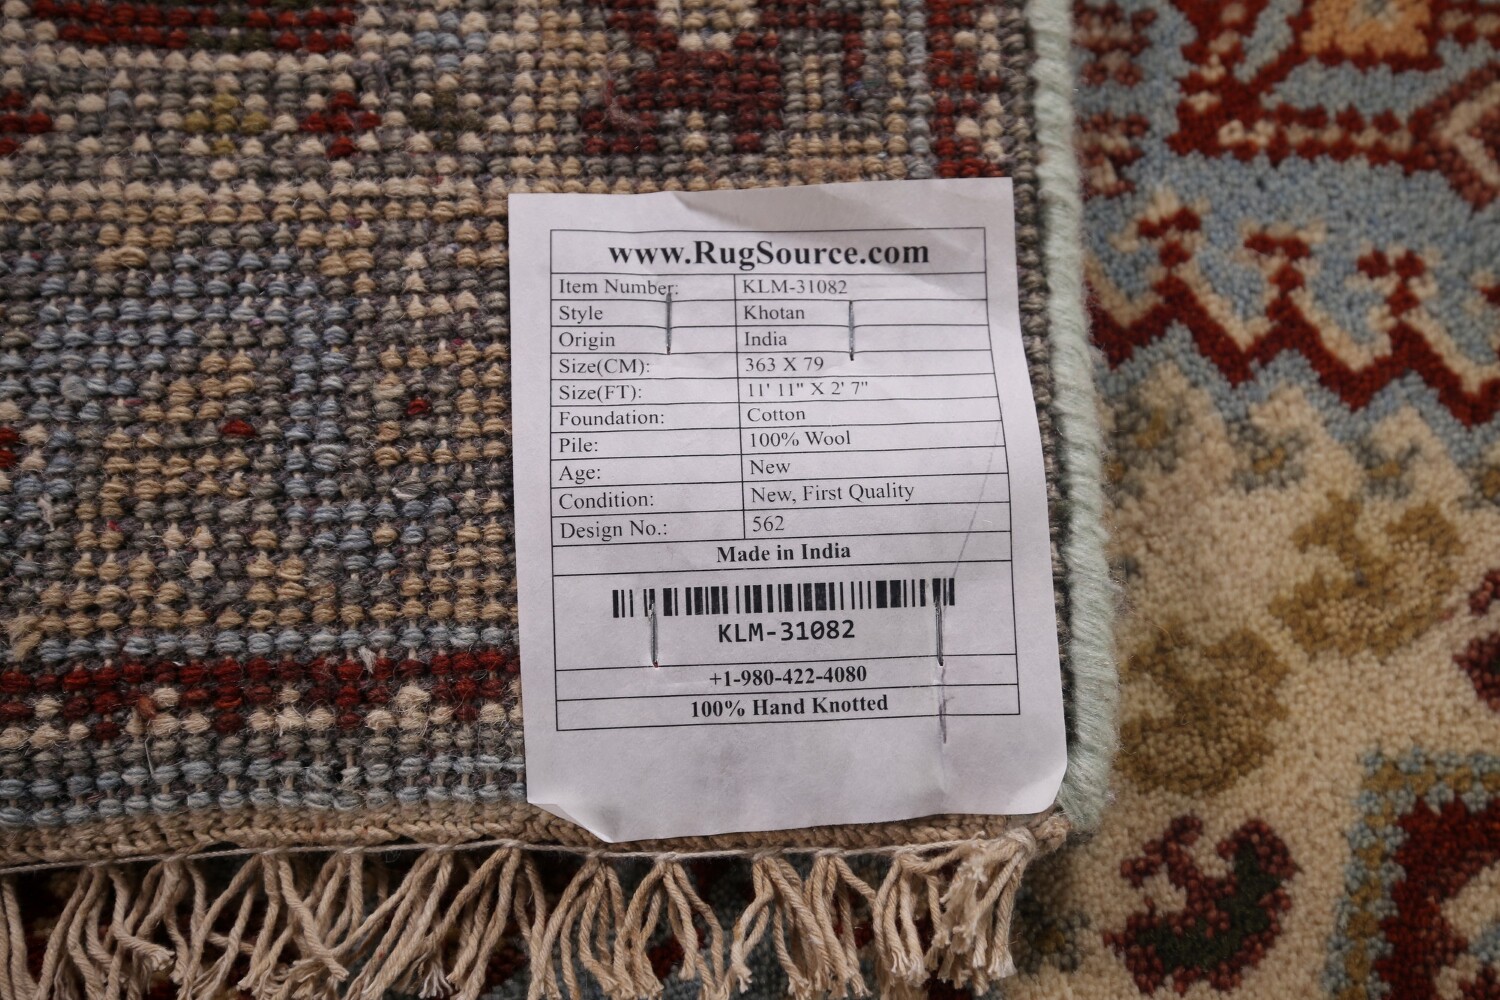 www.RugSource.com
Item Number: KLM-31082
Style Khotan
Origin India
Size(CM): 363 X 79
Size(FT): 11' 11" X 2' 7"
Foundation: Cotton
Pile: 100% Wool
Age: New
Condition: New, First Quality
Design No.: 562
Made in India
KLM-31082
+1-980-422-4080
100% Hand Knotted